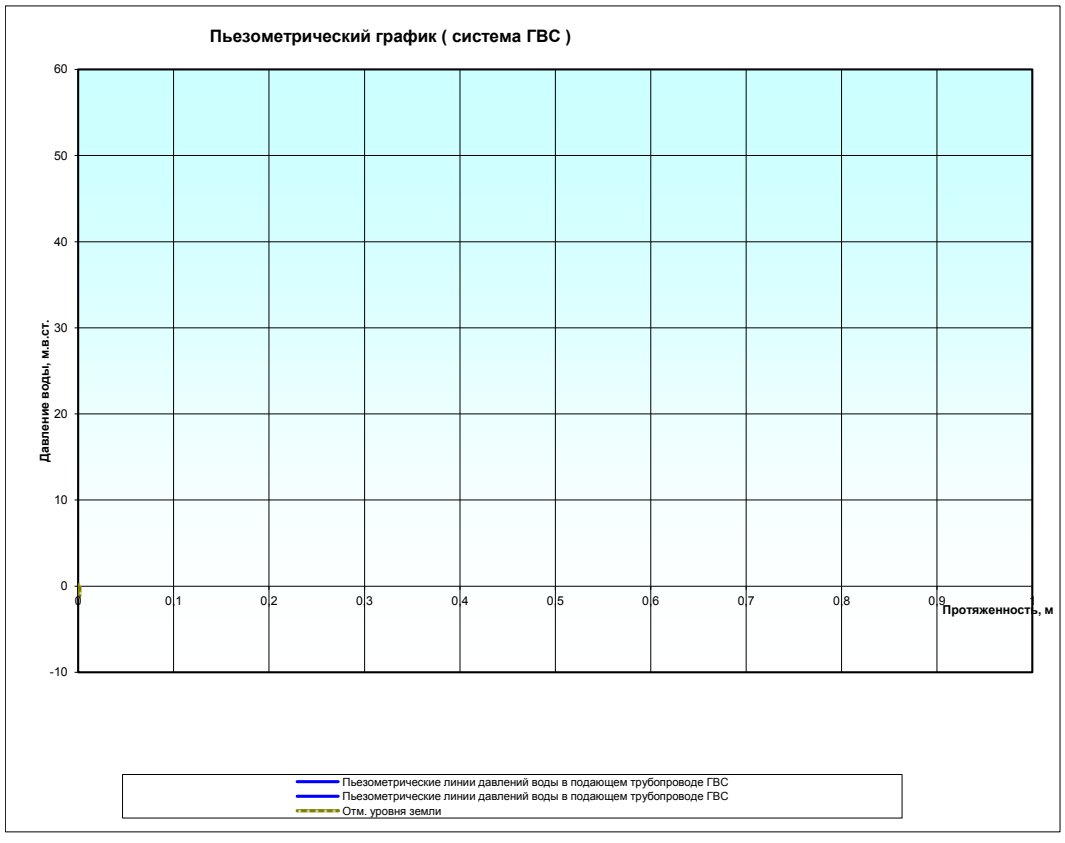 Пьезометрический график ( система ГВС )
60
50
40
30
20
10
0
-10
Давление воды, м.в.ст.
0 0,1 0,2 0,3 0,4 0,5 0,6 0,7 0,8 0,9 1
Протяженность, м
Пьезометрические линии давлений воды в подающем трубопроводе ГВС
Пьезометрические линии давлений воды в подающем трубопроводе ГВС
Отм. уровня земли